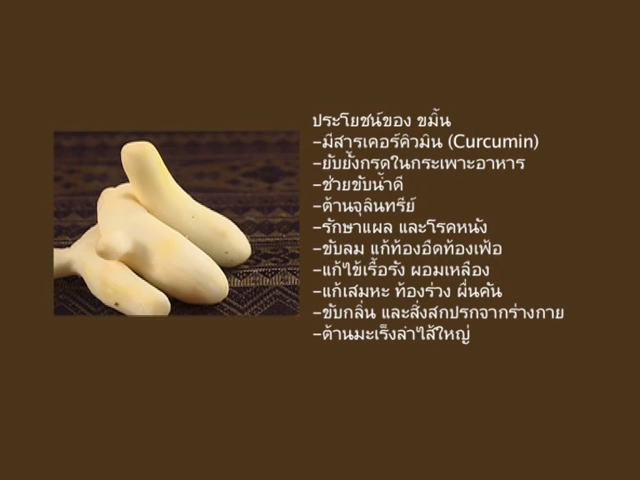 ประโยชน์ของ ขมิ้น
-มีสารเคอร์คิวมิน (Curcumin)
-ยับยั้งกรดในกระเพาะอาหาร
-ช่วยขับน้ำดี
-ต้านจุลินทรีย์
-รักษาแผล และโรคหนัง
-ขับลม แก้ท้องอืดท้องเฟ้อ
-แก้ไข้เรื้อรัง ผอมเหลือง
-แก้เสมหะ ท้องร่วง ผื่นคัน
-ขับกลิ่น และสิ่งสกปรกจากร่างกาย
-ต้านมะเร็งลำไส้ใหญ่